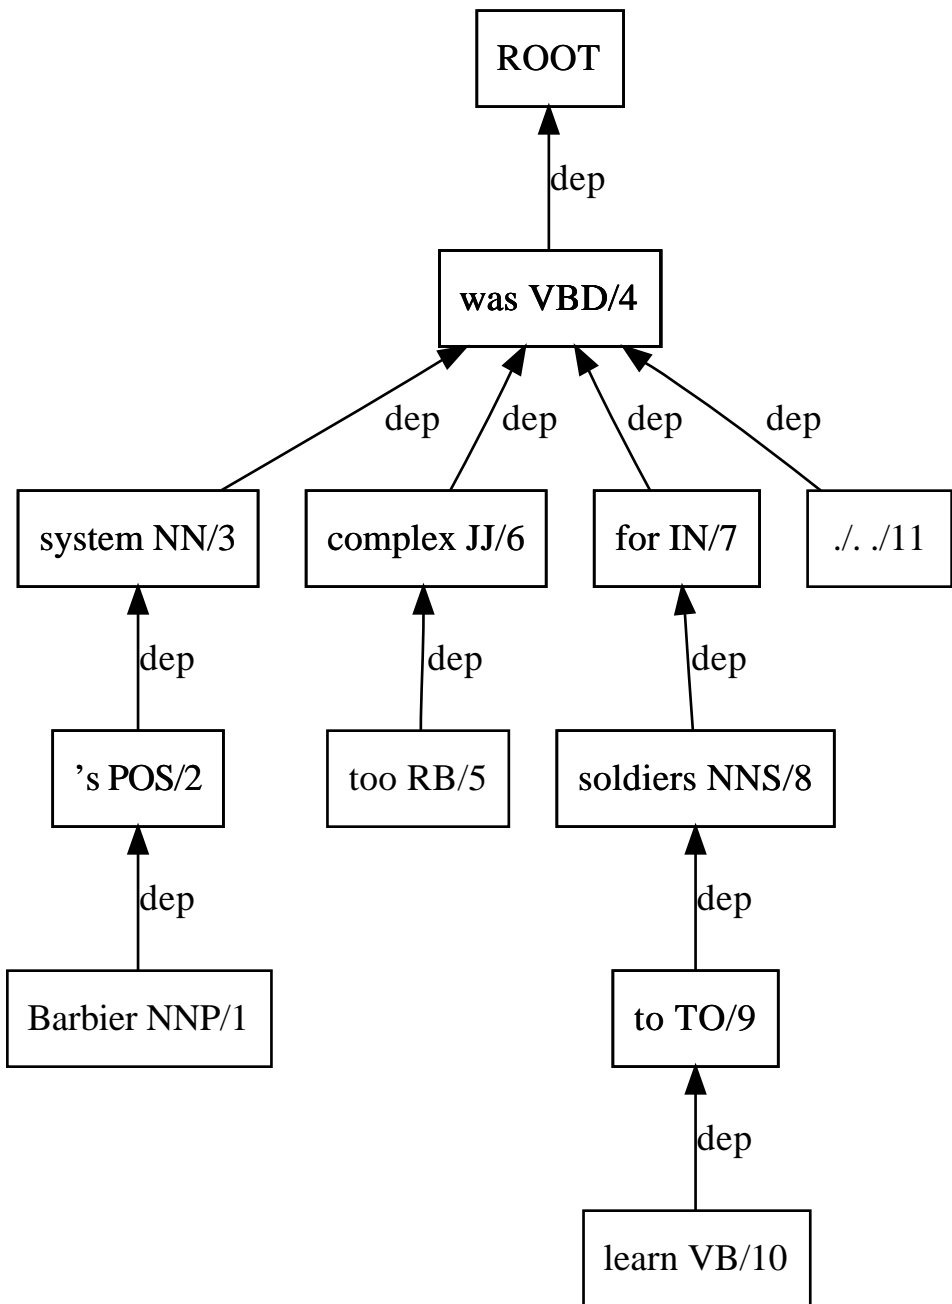 ROOT
dep
was VBD/4
dep dep dep dep
system NN/3 complex JJ/6 for IN/7 ./. ./11
dep dep dep
’s POS/2 too RB/5 soldiers NNS/8
dep dep
Barbier NNP/1 to TO/9
dep
learn VB/10